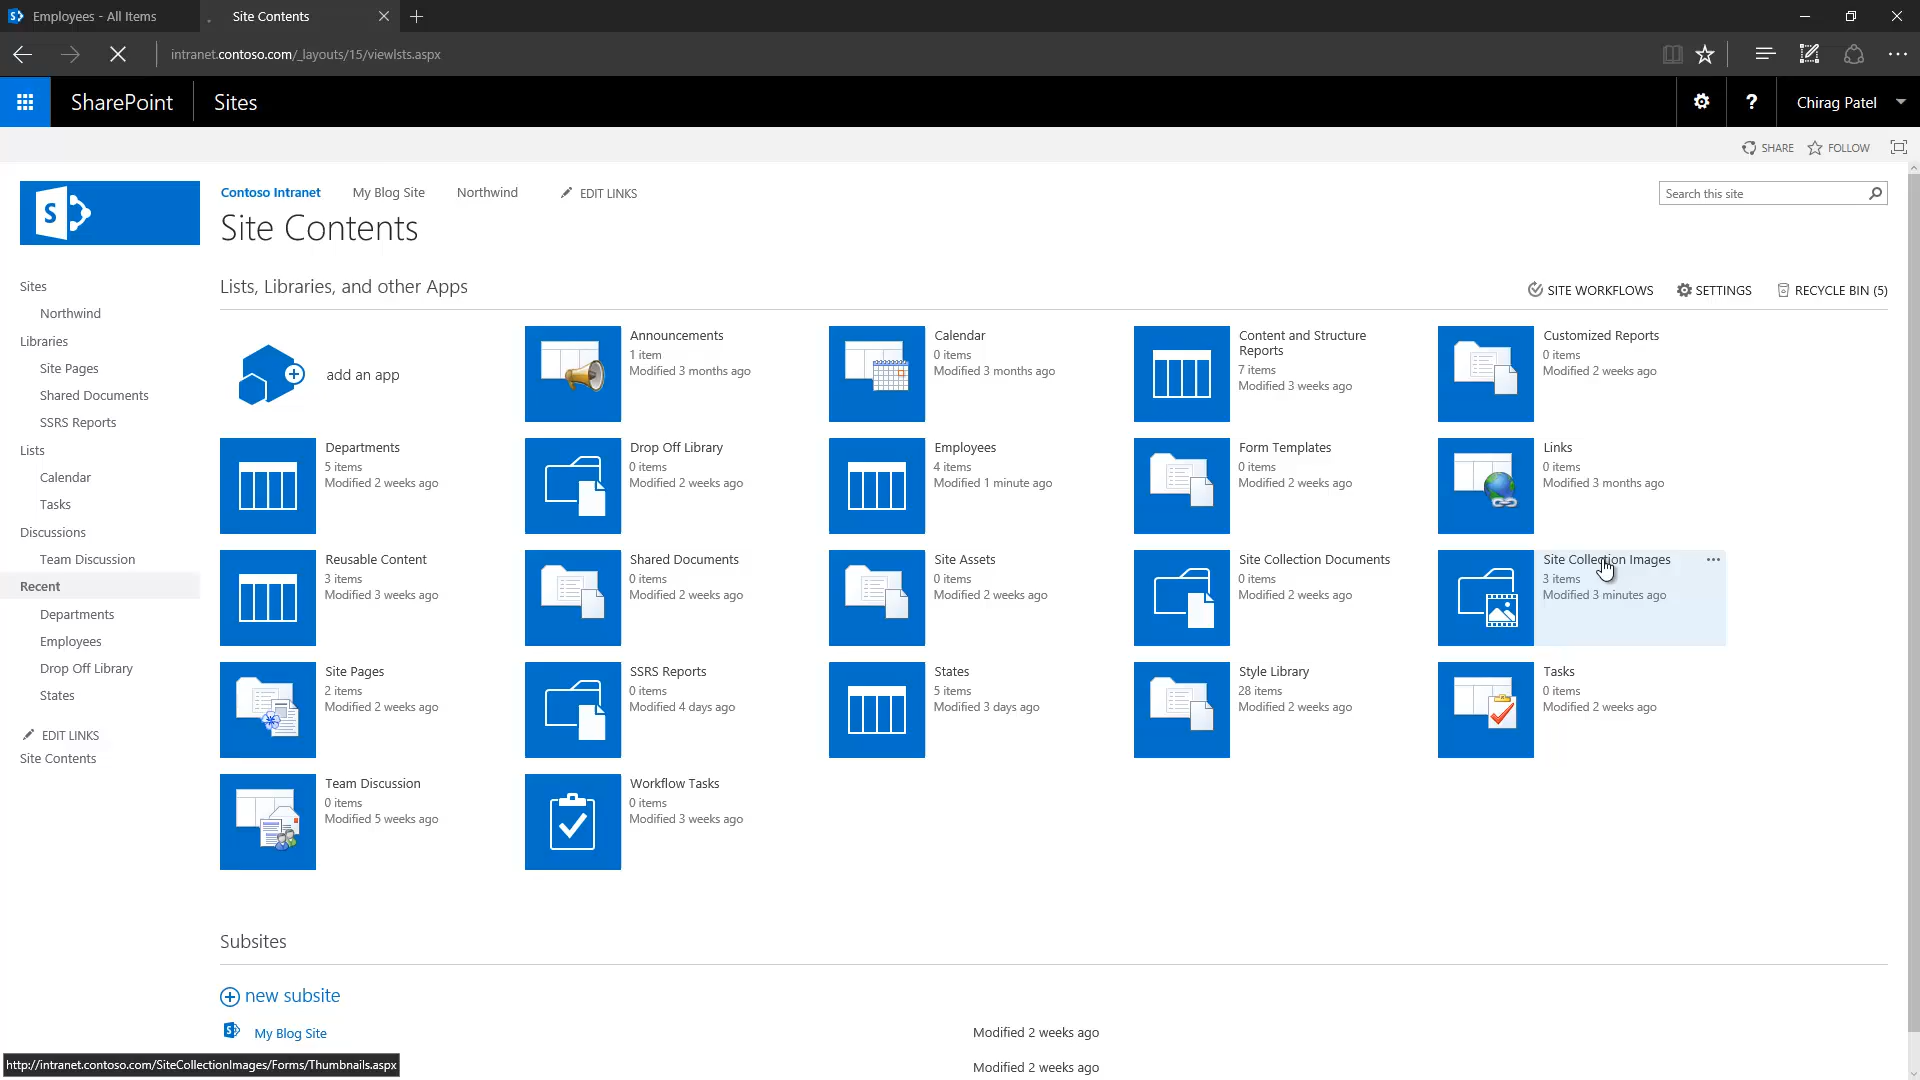 Employees - All Items
Site Contents
intranet.contoso.com/_layouts/15/viewlsts.aspx
SharePoint
Sites
?
Chirag Patel
SHARE
FOLLOW
S
Contoso Intranet
My Blog Site
Northwind
EDIT LINKS
Search this site
Site Contents
Sites
Northwind
Libraries
Site Pages
Shared Documents
SSRS Reports
Lists
Calendar
Tasks
Discussions
Team Discussion
Recent
Departments
Employees
Drop Off Library
States
EDIT LINKS
Site Contents
Lists, Libraries, and other Apps
SITE WORKFLOWS
SETTINGS
RECYCLE BIN (5)
add an app
Announcements
1 item
Modified 3 months ago
Calendar
0 items
Modified 3 months ago
Content and Structure
Reports
7 items
Modified 3 weeks ago
Customized Reports
0 items
Modified 2 weeks ago
Departments
5 items
Modified 2 weeks ago
Drop Off Library
0 items
Modified 2 weeks ago
Employees
4 items
Modified 1 minute ago
Form Templates
0 items
Modified 2 weeks ago
Links
0 items
Modified 3 months ago
Reusable Content
3 items
Modified 3 weeks ago
Shared Documents
0 items
Modified 2 weeks ago
Site Assets
0 items
Modified 2 weeks ago
Site Collection Documents
0 items
Modified 2 weeks ago
Site Collection Images
3 items
Modified 3 minutes ago
Site Pages
2 items
Modified 2 weeks ago
SSRS Reports
0 items
Modified 4 days ago
States
5 items
Modified 3 days ago
Style Library
28 items
Modified 2 weeks ago
Tasks
0 items
Modified 2 weeks ago
Team Discussion
0 items
Modified 5 weeks ago
Workflow Tasks
0 items
Modified 3 weeks ago
Subsites
new subsite
My Blog Site
Modified 2 weeks ago
Modified 2 weeks ago
http://intranet.contoso.com/SiteCollectionImages/Forms/Thumbnails.aspx